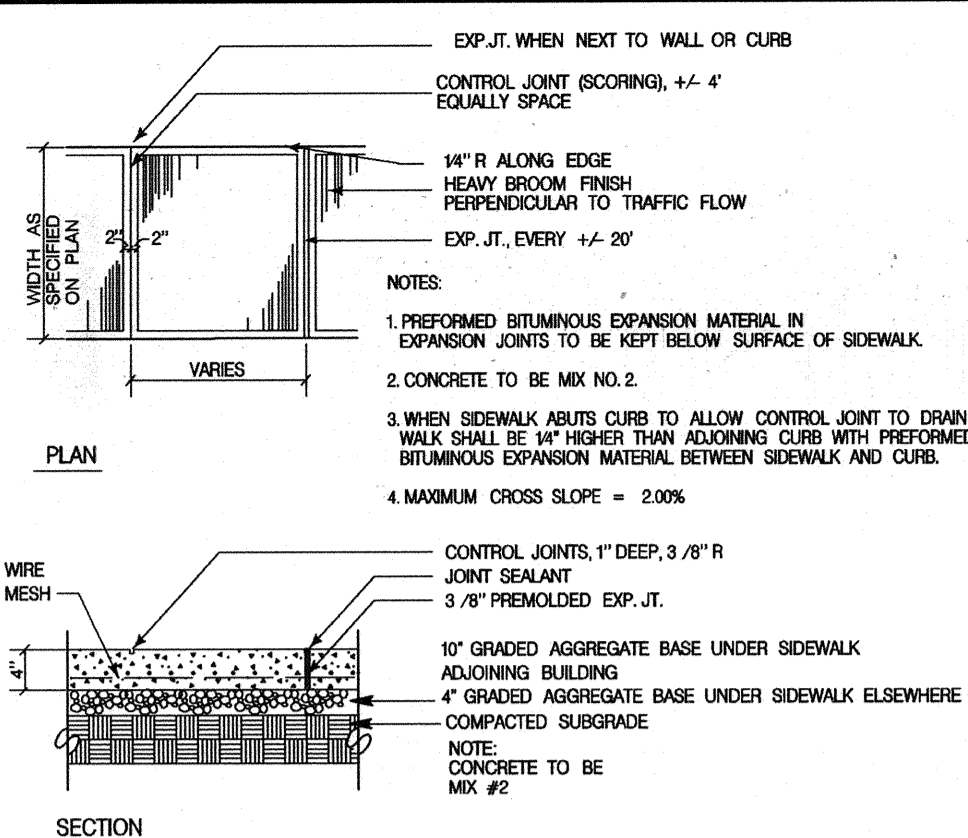 EXP.JT. WHEN NEXT TO WALL OR CURB
CONTROL JOINT (SCORING), +/- 4'
EQUALLY SPACE
1/4" R ALONG EDGE
HEAVY BROOM FINISH
PERPENDICULAR TO TRAFFIC FLOW
EXP. JT., EVERY +/- 20'
WIDTH AS
SPECIFIED
ON PLAN
2" 2"
VARIES
PLAN
NOTES:
1. PREFORMED BITUMINOUS EXPANSION MATERIAL IN
EXPANSION JOINTS TO BE KEPT BELOW SURFACE OF SIDEWALK.
2. CONCRETE TO BE MIX NO. 2.
3. WHEN SIDEWALK ABUTS CURB TO ALLOW CONTROL JOINT TO DRAIN
WALK SHALL BE 1/4" HIGHER THAN ADJOINING CURB WITH PREFORMED
BITUMINOUS EXPANSION MATERIAL BETWEEN SIDEWALK AND CURB.
4. MAXIMUM CROSS SLOPE = 2.00%
CONTROL JOINTS, 1" DEEP, 3 /8" R
JOINT SEALANT
3 /8" PREMOLDED EXP. JT.
WIRE
MESH
4"
10" GRADED AGGREGATE BASE UNDER SIDEWALK
ADJOINING BUILDING
4" GRADED AGGREGATE BASE UNDER SIDEWALK ELSEWHERE
COMPACTED SUBGRADE
NOTE:
CONCRETE TO BE
MIX #2
SECTION